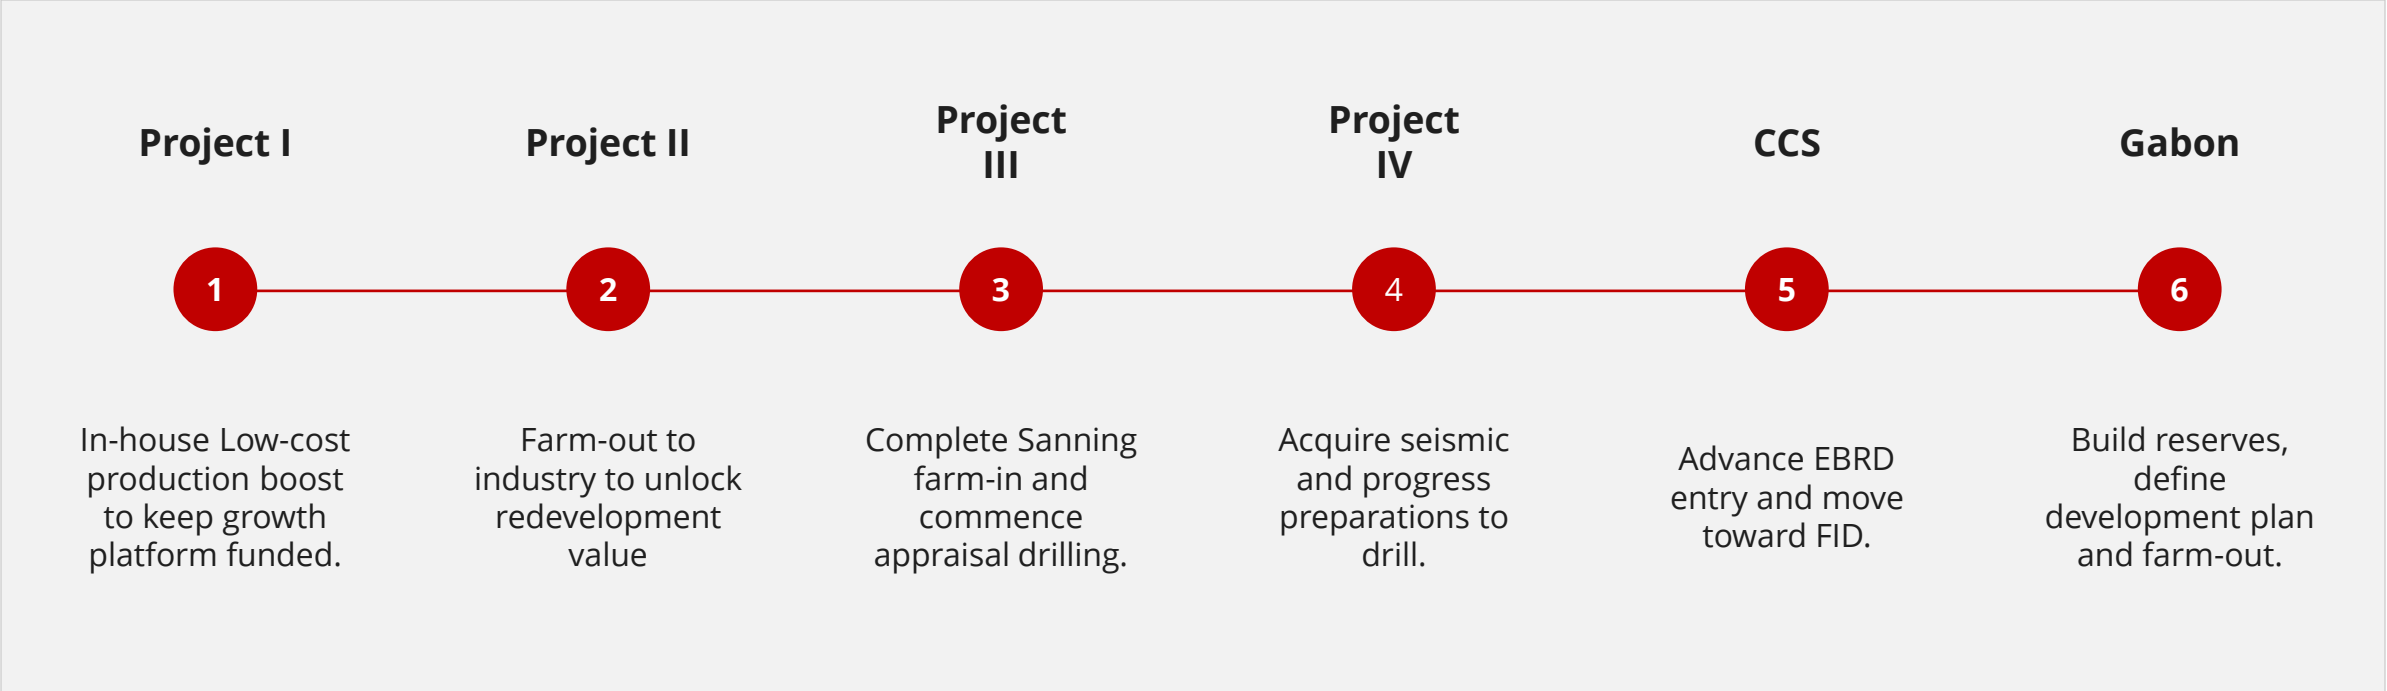 Project I
Project II
Project
III
Project
IV
CCS
Gabon
1
2
3
4
5
6
In-house Low-cost
production boost
to keep growth
platform funded.
Farm-out to
industry to unlock
redevelopment
value
Complete Sanning
farm-in and
commence
appraisal drilling.
Acquire seismic
and progress
preparations to
drill.
Advance EBRD
entry and move
toward FID.
Build reserves,
define
development plan
and farm-out.